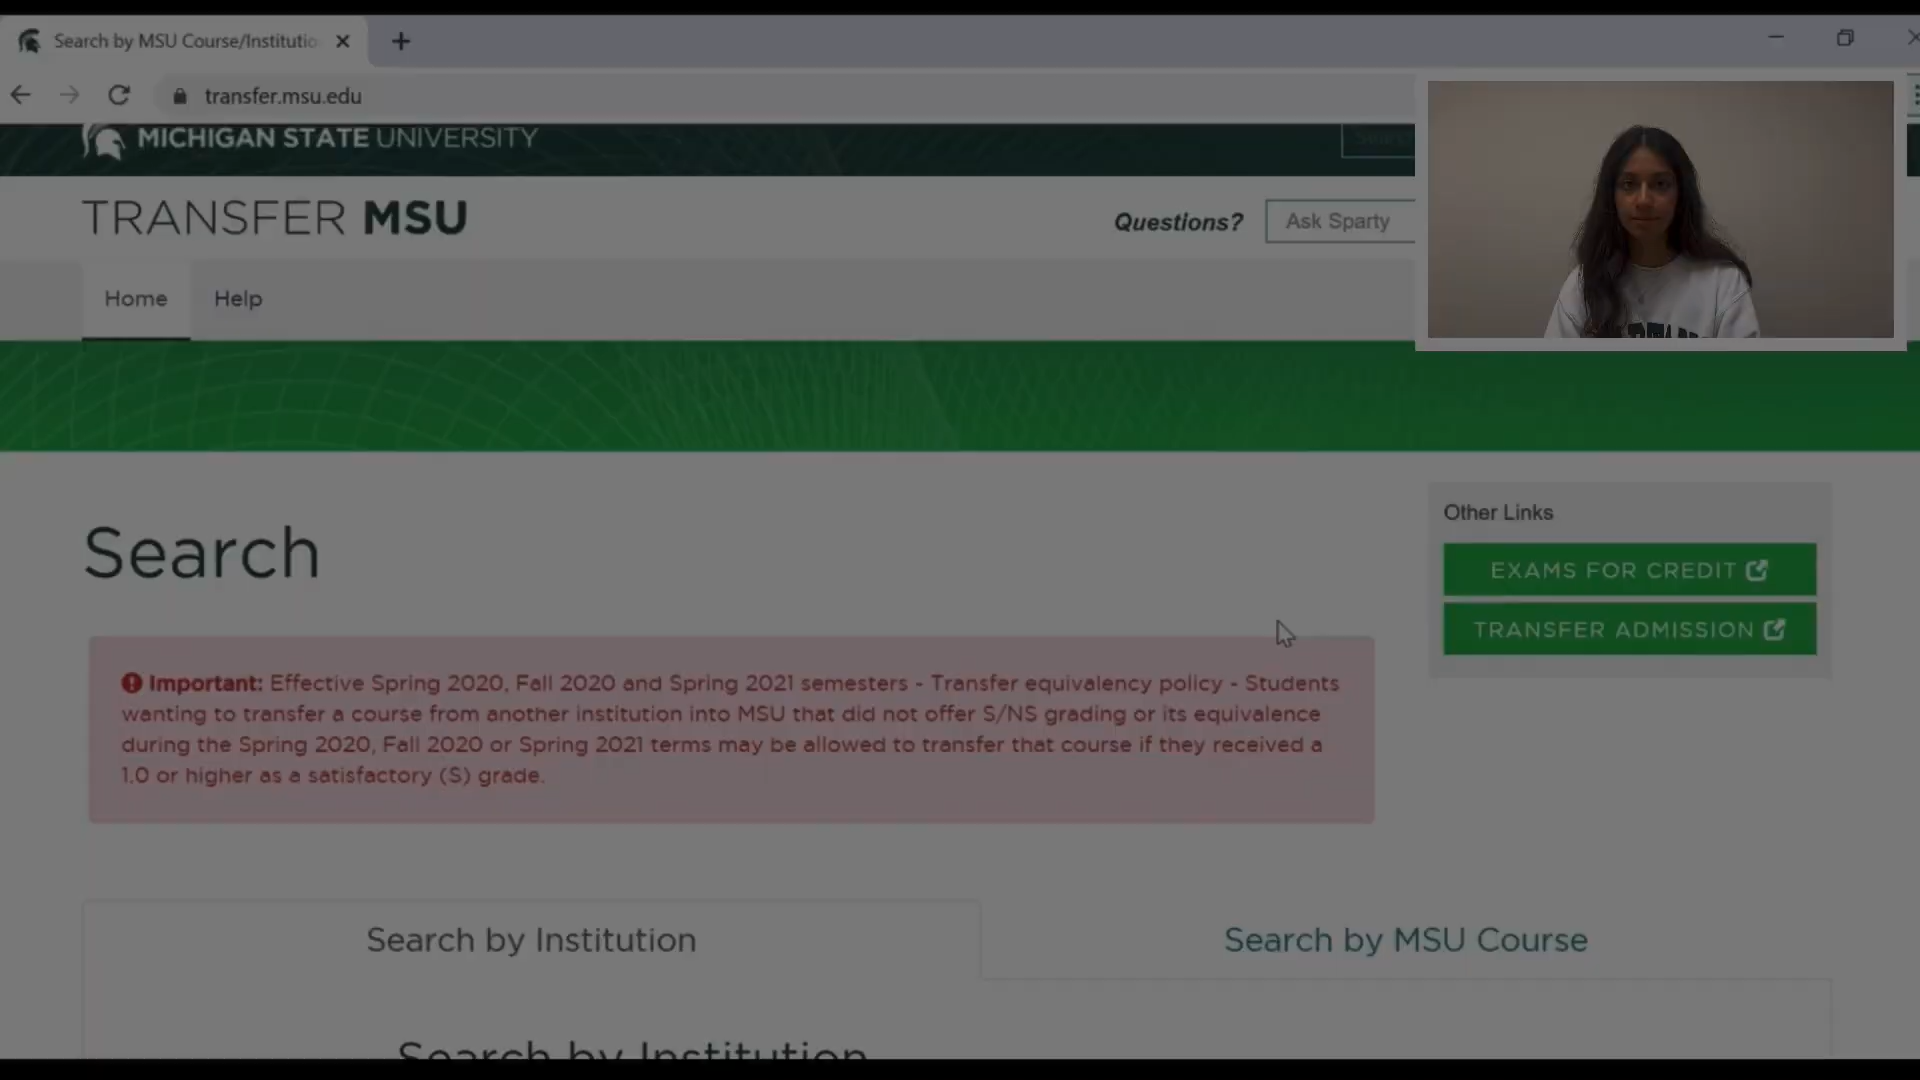 Search by MSU Course/Institutio
transfer.msu.edu
MICHIGAN STATE UNIVERSITY
TRANSFER MSU
Questions?
Ask Sparty
Home
Help
Search
Other Links
EXAMS FOR CREDIT
TRANSFER ADMISSION
Important: Effective Spring 2020, Fall 2020 and Spring 2021 semesters - Transfer equivalency policy - Students
wanting to transfer a course from another institution into MSU that did not offer S/NS grading or its equivalence
during the Spring 2020, Fall 2020 or Spring 2021 terms may be allowed to transfer that course if they received a
1.0 or higher as a satisfactory (S) grade.
Search by Institution
Search by MSU Course
Search by Institution